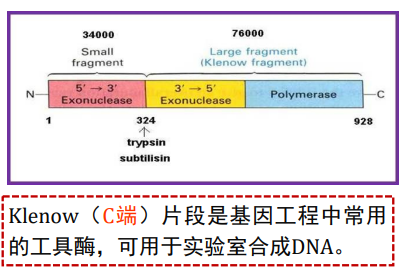 34000 76000
Small fragment Large fragment (Klenow fragment)
N 5' → 3' Exonuclease 3' → 5' Exonuclease Polymerase C
1 324 928
↑
trypsin
subtilisin
Klenow（C端）片段是基因工程中常用
的工具酶，可用于实验室合成DNA。